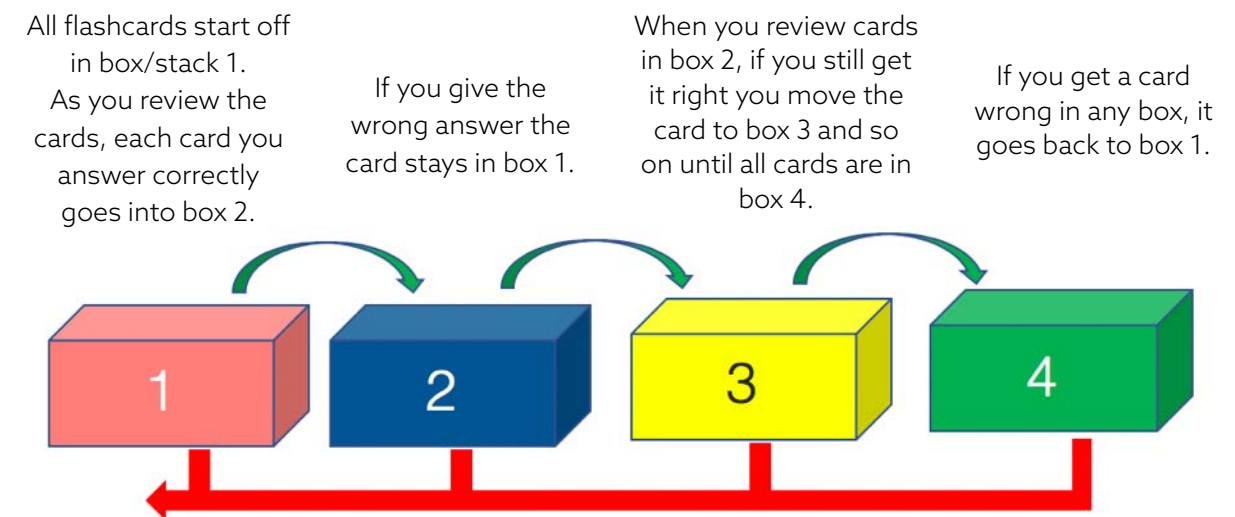 All flashcards start off
in box/stack 1.
As you review the
cards, each card you
answer correctly
goes into box 2.
If you give the
wrong answer the
card stays in box 1.
When you review cards
in box 2, if you still get
it right you move the
card to box 3 and so
on until all cards are in
box 4.
If you get a card
wrong in any box, it
goes back to box 1.
1
2
3
4